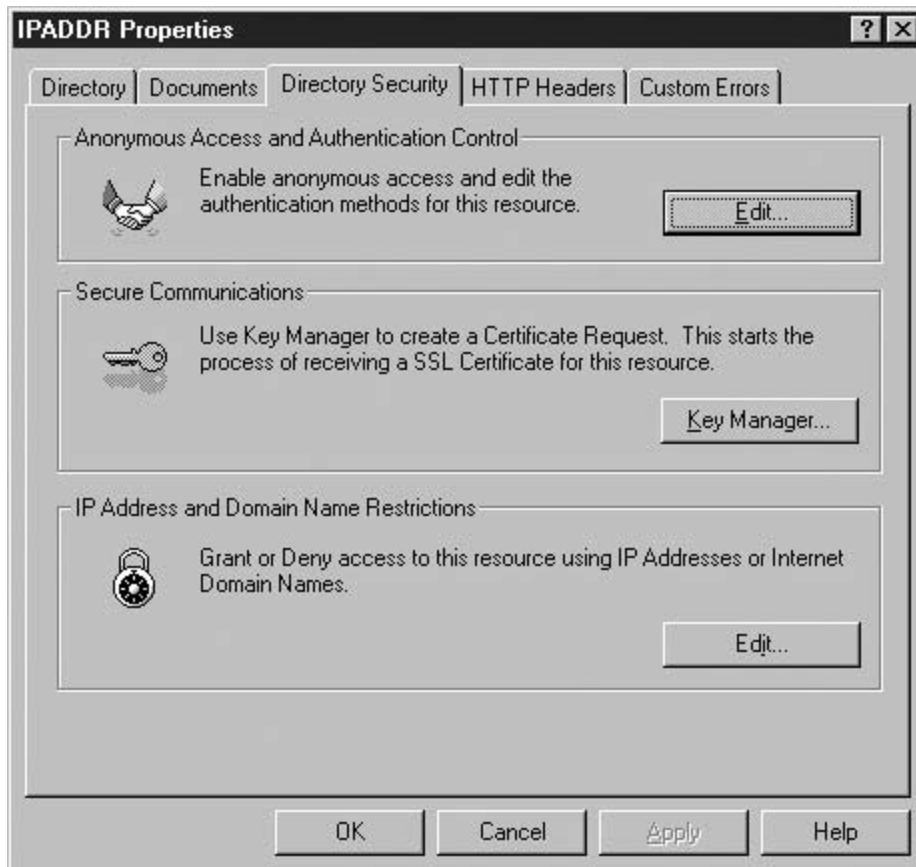 IPADDR Properties
Directory Documents Directory Security HTTP Headers Custom Errors
Anonymous Access and Authentication Control
Enable anonymous access and edit the
authentication methods for this resource.
Edit...
Secure Communications
Use Key Manager to create a Certificate Request. This starts the
process of receiving a SSL Certificate for this resource.
Key Manager...
IP Address and Domain Name Restrictions
Grant or Deny access to this resource using IP Addresses or Internet
Domain Names.
Edit...
OK Cancel Apply Help